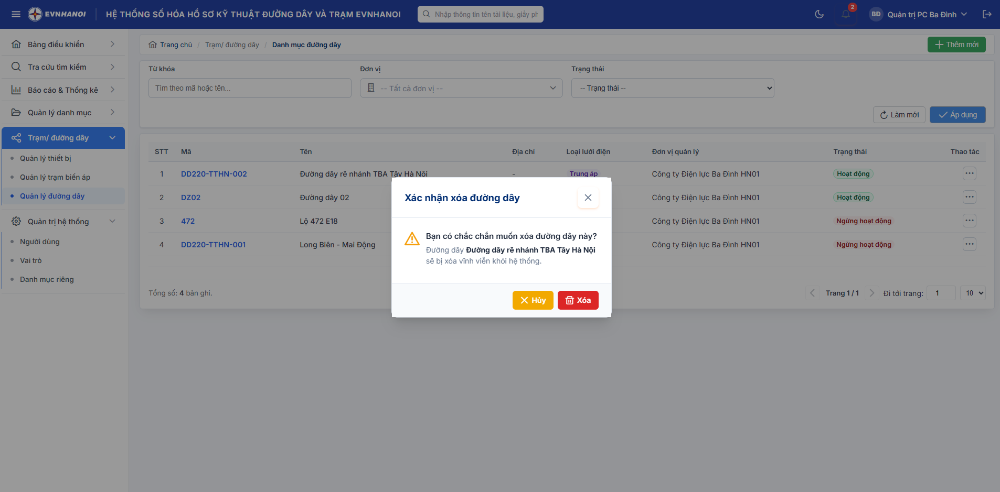 EVNHANOI
HỆ THỐNG SỐ HÓA HỒ SƠ KỸ THUẬT ĐƯỜNG DÂY VÀ TRẠM EVNHANOI
Nhập thông tin tên tài liệu, giấy ph
2
BĐ
Quản trị PC Ba Đình
Bảng điều khiển
Tra cứu tìm kiếm
Báo cáo & Thống kê
Quản lý danh mục
Trạm/ đường dây
Quản lý thiết bị
Quản lý trạm biến áp
Quản lý đường dây
Quản trị hệ thống
Người dùng
Vai trò
Danh mục riêng
Trang chủ / Trạm/ đường dây / Danh mục đường dây
Thêm mới
Từ khóa
Đơn vị
Trạng thái
Tìm theo mã hoặc tên...
-- Tất cả đơn vị --
-- Trạng thái --
Làm mới
Áp dụng
STT Mã Tên Địa chỉ Loại lưới điện Đơn vị quản lý Trạng thái Thao tác
1 DD220-TTHN-002 Đường dây rẽ nhánh TBA Tây Hà Nội - Trung áp Công ty Điện lực Ba Đình HN01 Hoạt động
2 DZ02 Đường dây 02 Công ty Điện lực Ba Đình HN01 Hoạt động
3 472 Lộ 472 E18 Công ty Điện lực Ba Đình HN01 Ngừng hoạt động
4 DD220-TTHN-001 Long Biên - Mai Động Công ty Điện lực Ba Đình HN01 Ngừng hoạt động
Tổng số: 4 bản ghi.
Trang 1 / 1
Đi tới trang:
1
10
Xác nhận xóa đường dây
Bạn có chắc chắn muốn xóa đường dây này?
Đường dây Đường dây rẽ nhánh TBA Tây Hà Nội
sẽ bị xóa vĩnh viễn khỏi hệ thống.
Hủy
Xóa